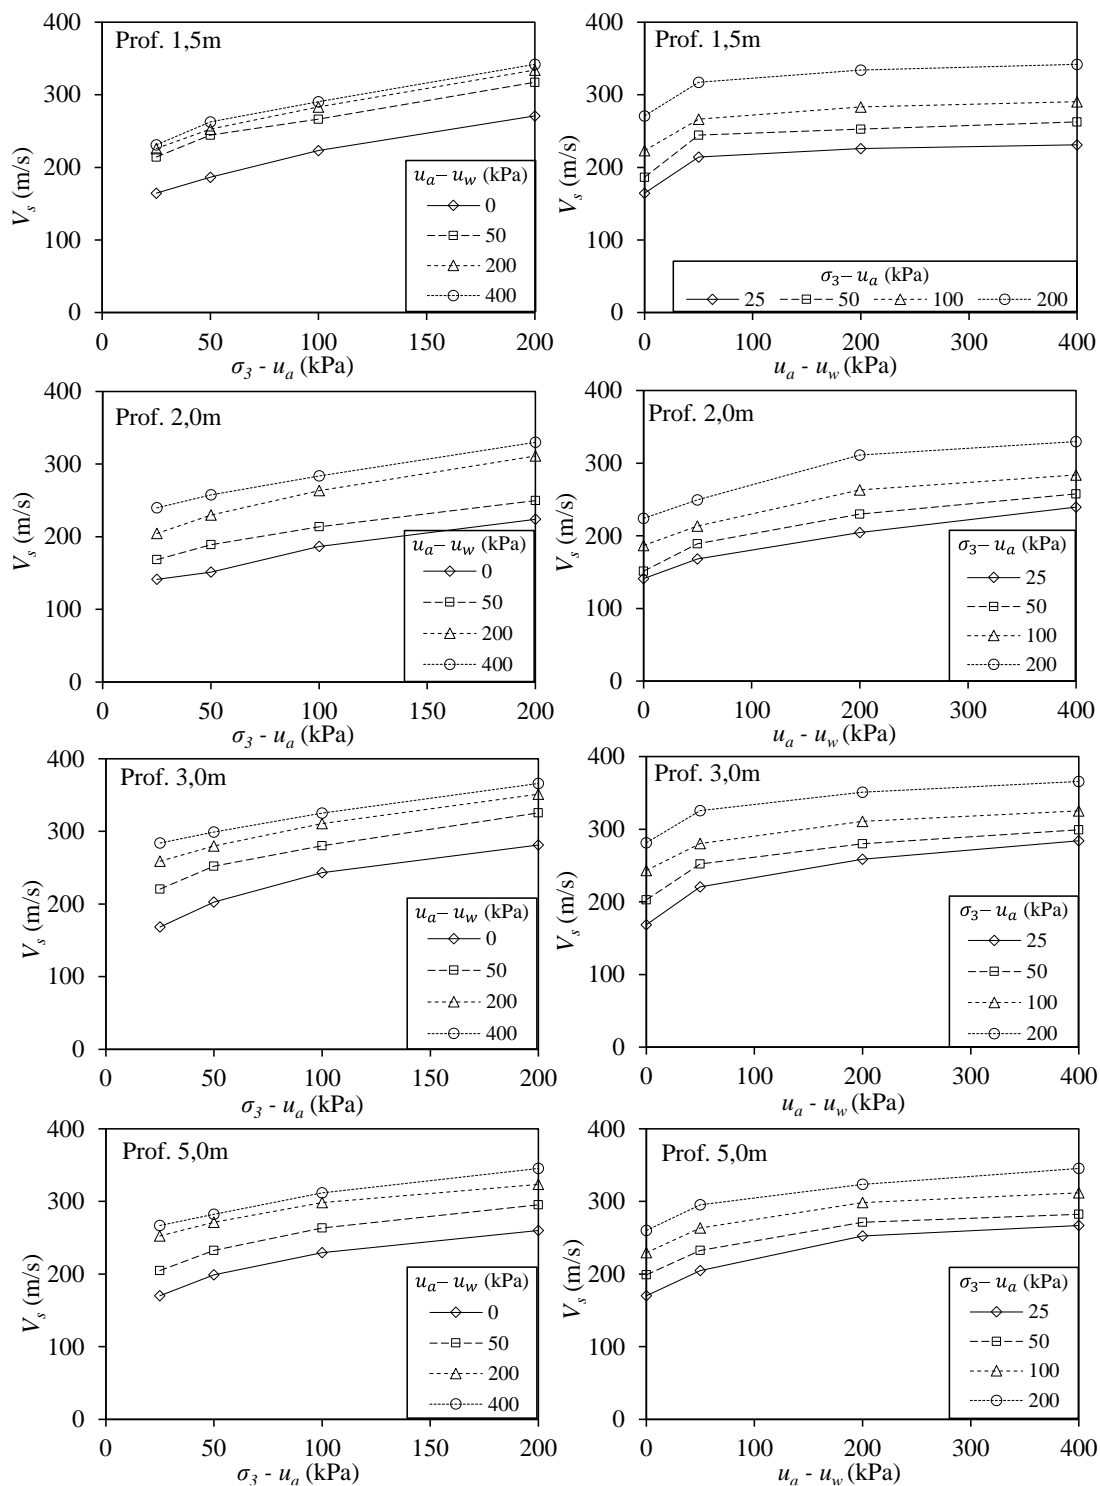 Prof. 1,5m
400
300
200
100
0
V_s (m/s)
u_a – u_w (kPa)
0
50
200
400
0 50 100 150 200
σ_3 - u_a (kPa)
Prof. 1,5m
400
300
200
100
0
V_s (m/s)
σ_3 – u_a (kPa)
25 50 100 200
0 100 200 300 400
u_a - u_w (kPa)
Prof. 2,0m
400
300
200
100
0
V_s (m/s)
u_a – u_w (kPa)
0
50
200
400
0 50 100 150 200
σ_3 - u_a (kPa)
Prof. 2,0m
400
300
200
100
0
V_s (m/s)
σ_3 – u_a (kPa)
25
50
100
200
0 100 200 300 400
u_a - u_w (kPa)
Prof. 3,0m
400
300
200
100
0
V_s (m/s)
u_a – u_w (kPa)
0
50
200
400
0 50 100 150 200
σ_3 - u_a (kPa)
Prof. 3,0m
400
300
200
100
0
V_s (m/s)
σ_3 – u_a (kPa)
25
50
100
200
0 100 200 300 400
u_a - u_w (kPa)
Prof. 5,0m
400
300
200
100
0
V_s (m/s)
u_a – u_w (kPa)
0
50
200
400
0 50 100 150 200
σ_3 - u_a (kPa)
Prof. 5,0m
400
300
200
100
0
V_s (m/s)
σ_3 – u_a (kPa)
25
50
100
200
0 100 200 300 400
u_a - u_w (kPa)